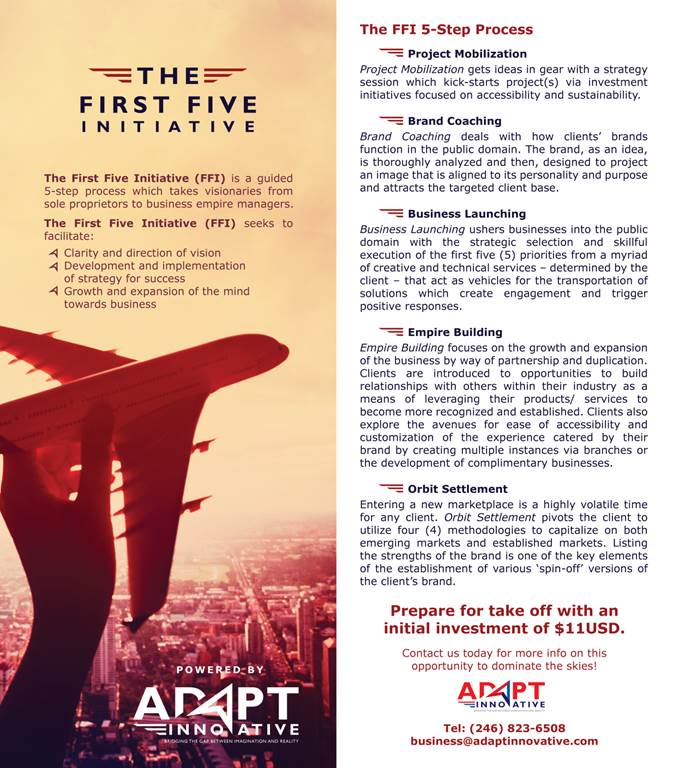 THE
FIRST FIVE
INITIATIVE
The First Five Initiative (FFI) is a guided
5-step process which takes visionaries from
sole proprietors to business empire managers.
The First Five Initiative (FFI) seeks to
facilitate:
Clarity and direction of vision
Development and implementation
of strategy for success
Growth and expansion of the mind
towards business
POWERED BY
ADAPT
INNOVATIVE
BRIDGING THE GAP BETWEEN IMAGINATION AND REALITY
The FFI 5-Step Process
Project Mobilization
Project Mobilization gets ideas in gear with a strategy
session which kick-starts project(s) via investment
initiatives focused on accessibility and sustainability.
Brand Coaching
Brand Coaching deals with how clients’ brands
function in the public domain. The brand, as an idea,
is thoroughly analyzed and then, designed to project
an image that is aligned to its personality and purpose
and attracts the targeted client base.
Business Launching
Business Launching ushers businesses into the public
domain with the strategic selection and skillful
execution of the first five (5) priorities from a myriad
of creative and technical services – determined by the
client – that act as vehicles for the transportation of
solutions which create engagement and trigger
positive responses.
Empire Building
Empire Building focuses on the growth and expansion
of the business by way of partnership and duplication.
Clients are introduced to opportunities to build
relationships with others within their industry as a
means of leveraging their products/ services to
become more recognized and established. Clients also
explore the avenues for ease of accessibility and
customization of the experience catered by their
brand by creating multiple instances via branches or
the development of complimentary businesses.
Orbit Settlement
Entering a new marketplace is a highly volatile time
for any client. Orbit Settlement pivots the client to
utilize four (4) methodologies to capitalize on both
emerging markets and established markets. Listing
the strengths of the brand is one of the key elements
of the establishment of various ‘spin-off’ versions of
the client’s brand.
Prepare for take off with an
initial investment of $11USD.
Contact us today for more info on this
opportunity to dominate the skies!
ADAPT
INNOVATIVE
Tel: (246) 823-6508
business@adaptinnovative.com